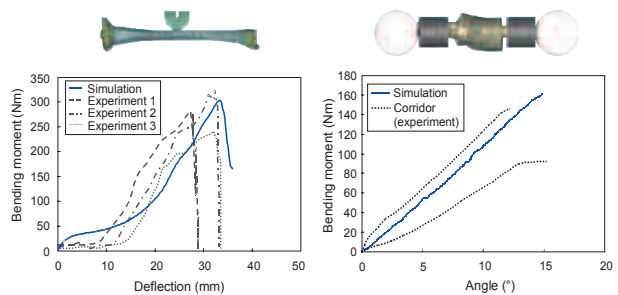 350
300
250
200
150
100
50
0
Bending moment (Nm)
Simulation
Experiment 1
Experiment 2
Experiment 3
0 10 20 30 40 50
Deflection (mm)
180
160
140
120
100
80
60
40
20
0
Bending moment (Nm)
Simulation
Corridor
(experiment)
0 5 10 15 20
Angle (°)